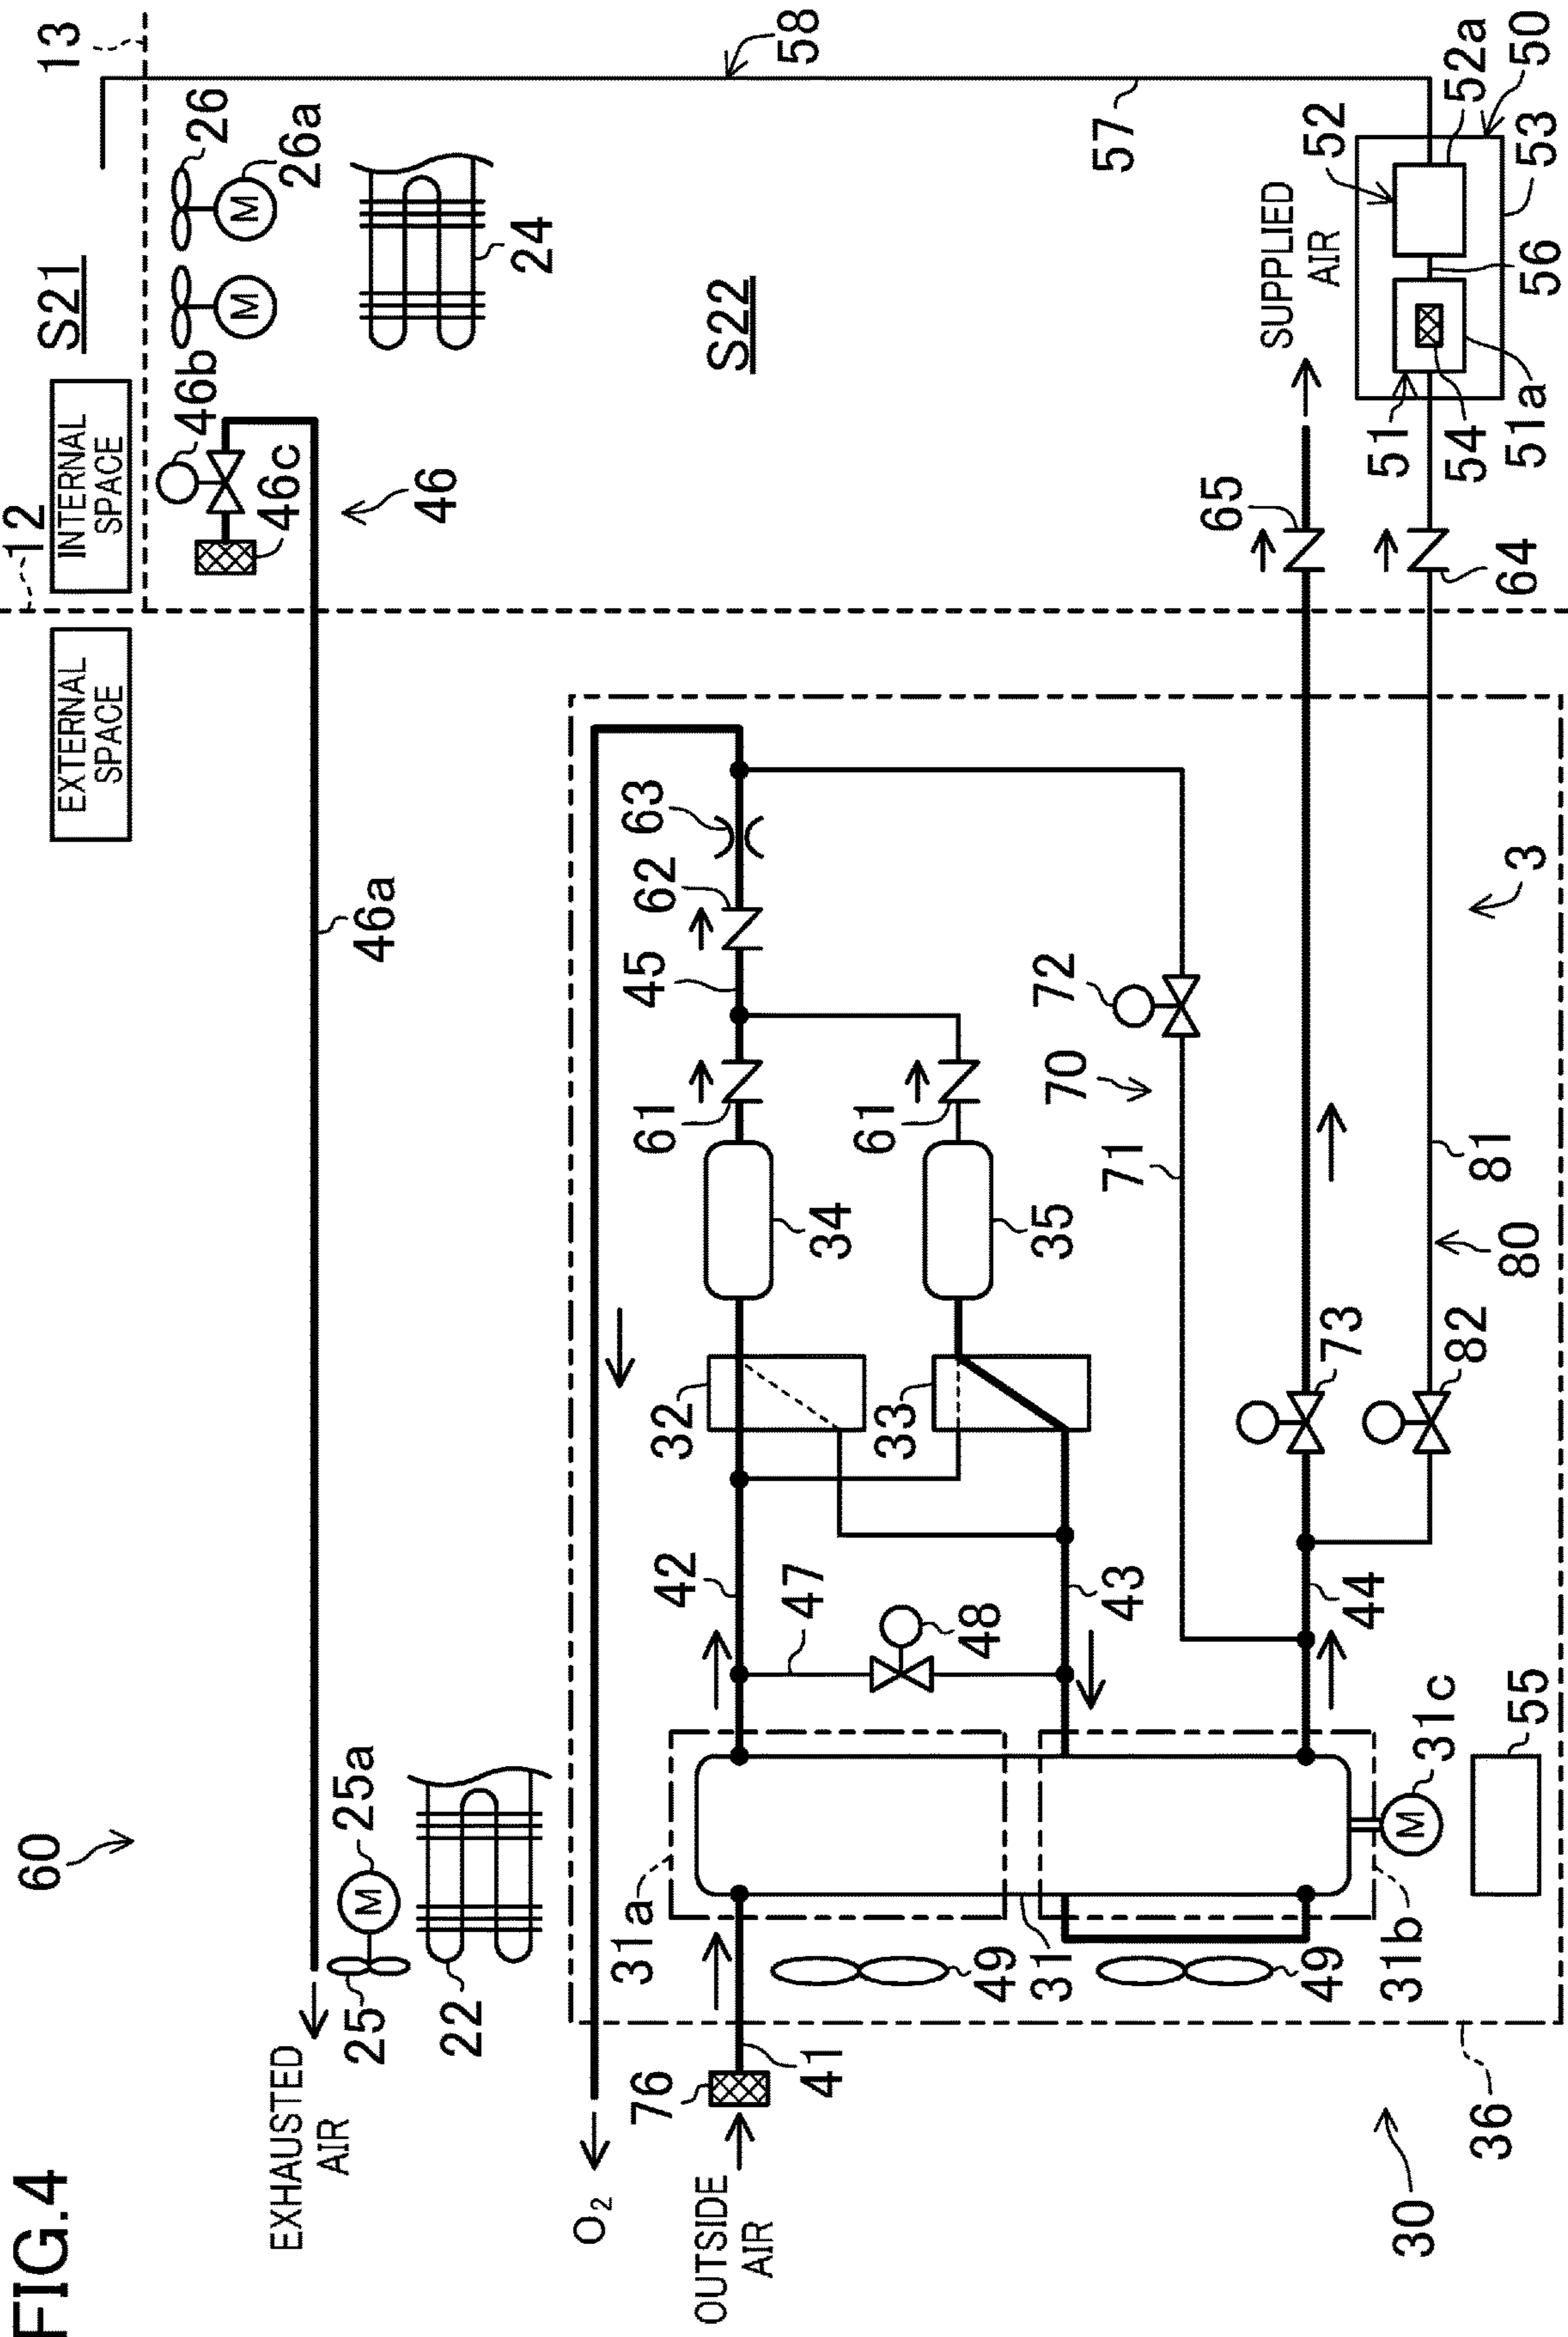 FIG.4
60
EXTERNAL
SPACE
12
INTERNAL
SPACE
S21
13
46b
26
M
M
26a
46c
EXHAUSTED
AIR
25
25a
M
46a
46
22
24
O₂
76
31a
42
32
61
45
62
63
S22
58
OUTSIDE
AIR
41
47
34
33
61
49
31
48
43
35
70
72
71
57
65
SUPPLIED
AIR
49
31b
44
73
52
30
M
31c
51
52a
36
55
82
81
54
50
80
3
64
51a
56
53